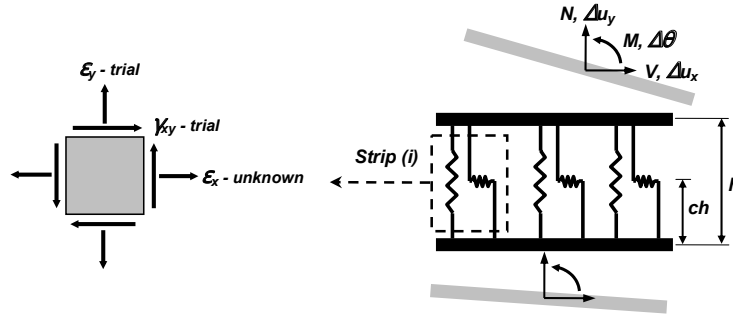 εy - trial
γxy - trial
εx - unknown
N, Δuy
M, Δθ
V, Δux
Strip (i)
ch